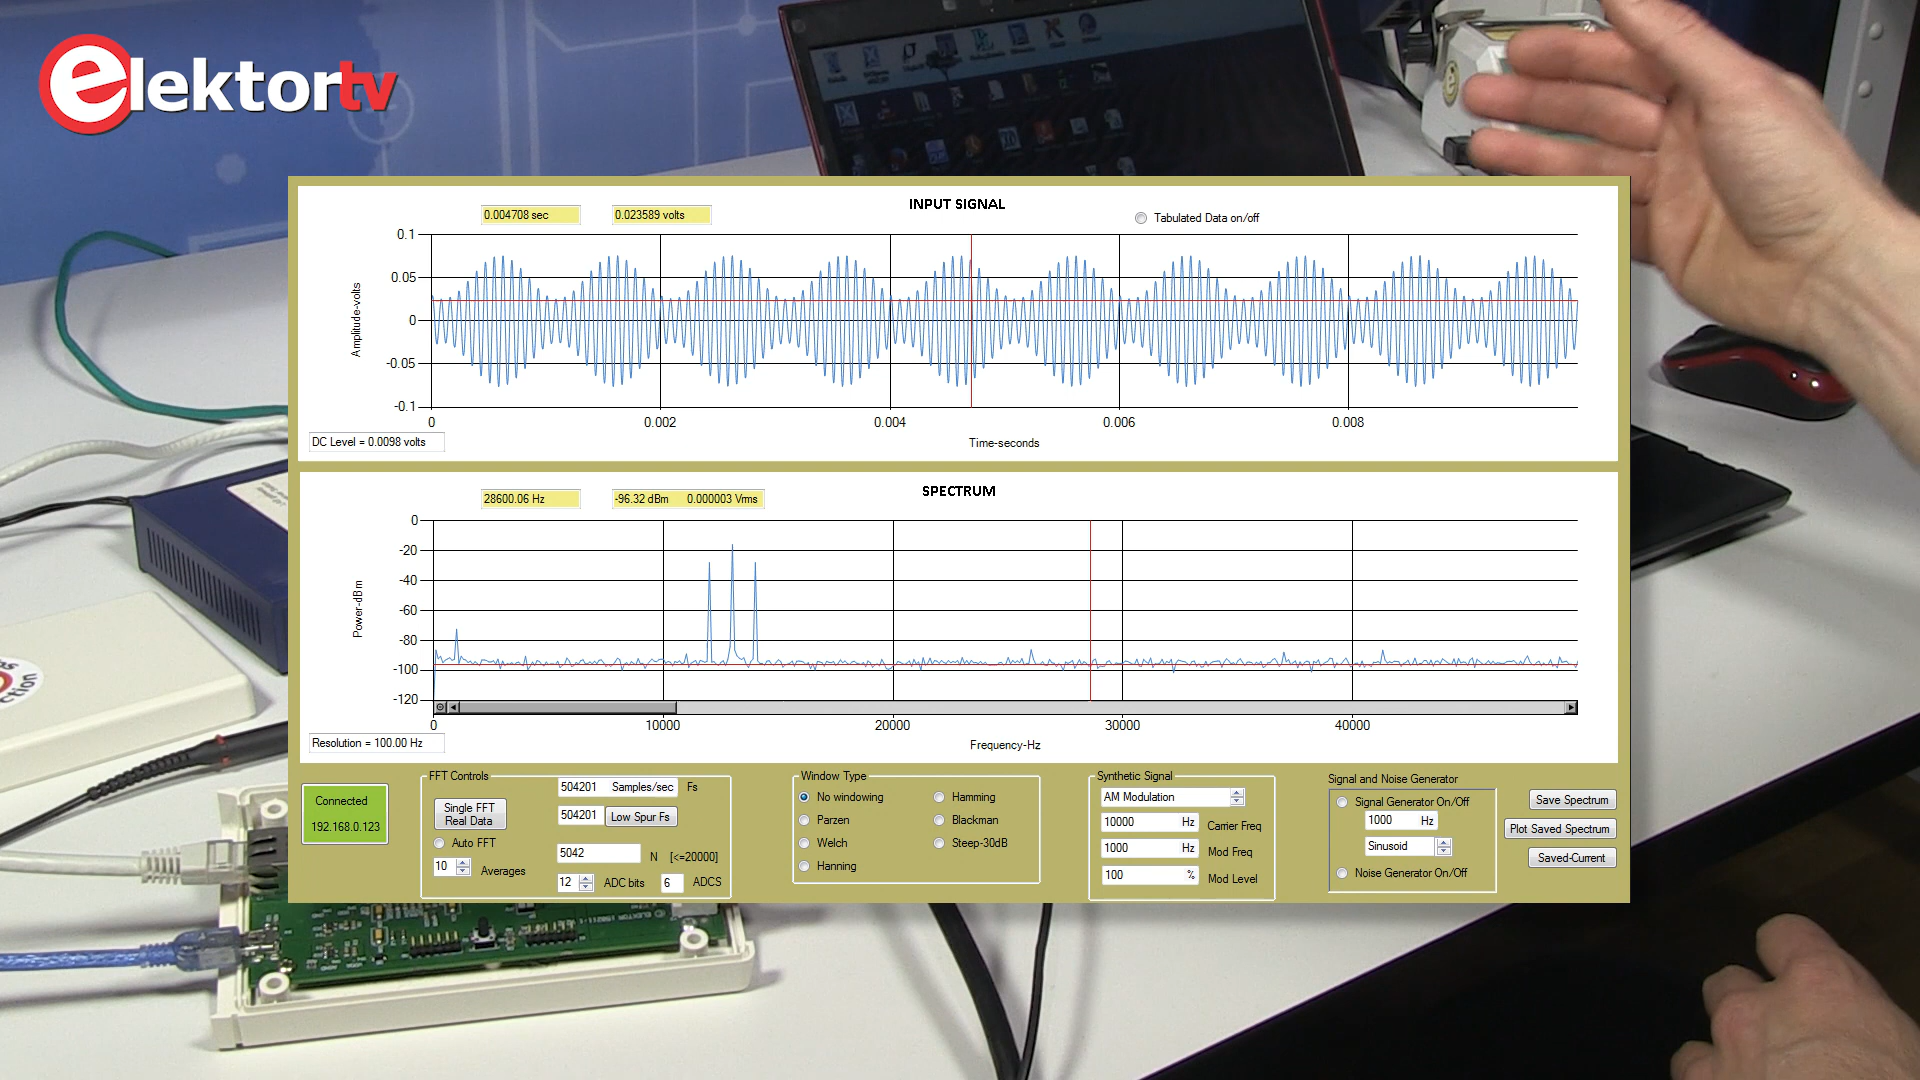 elektortv
INPUT SIGNAL
0.004708 sec
0.023589 volts
Tabulated Data on/off
0.1
0.05
0
-0.05
-0.1
Amplitude-volts
0
0.002
0.004
0.006
0.008
Time-seconds
DC Level = 0.0098 volts
SPECTRUM
28600.06 Hz
-96.32 dBm 0.000003 Vrms
0
-20
-40
-60
-80
-100
-120
Power-dBm
0
10000
20000
30000
40000
Frequency-Hz
Resolution = 100.00 Hz
Connected
192.168.0.123
FFT Controls
Single FFT
Real Data
Auto FFT
10
Averages
504201 Samples/sec Fs
504201
Low Spur Fs
5042
N [<=20000]
12
ADC bits
6
ADCS
Window Type
No windowing
Parzen
Welch
Hanning
Hamming
Blackman
Steep-30dB
Synthetic Signal
AM Modulation
10000 Hz
Carrier Freq
1000 Hz
Mod Freq
100 %
Mod Level
Signal and Noise Generator
Signal Generator On/Off
1000 Hz
Sinusoid
Noise Generator On/Off
Save Spectrum
Plot Saved Spectrum
Saved-Current